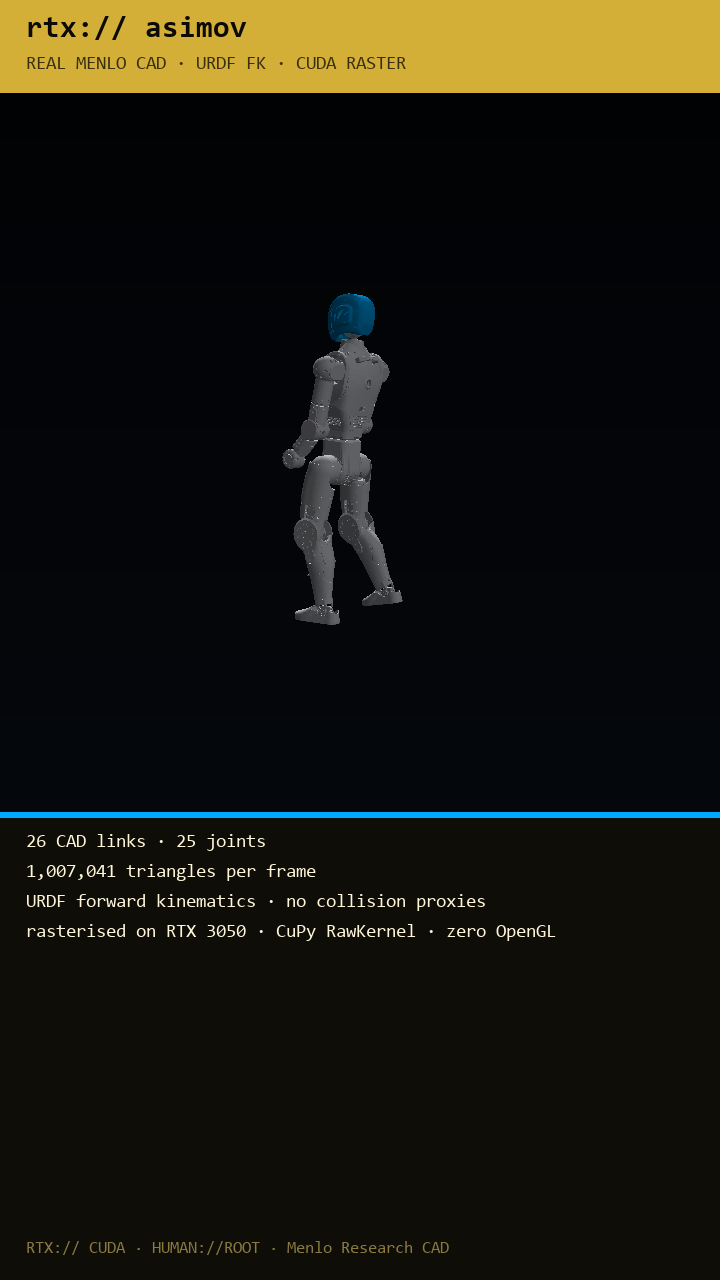 rtx:// asimov
REAL MENLO CAD · URDF FK · CUDA RASTER
26 CAD links · 25 joints
1,007,041 triangles per frame
URDF forward kinematics · no collision proxies
rasterised on RTX 3050 · CuPy RawKernel · zero OpenGL
RTX:// CUDA · HUMAN://ROOT · Menlo Research CAD